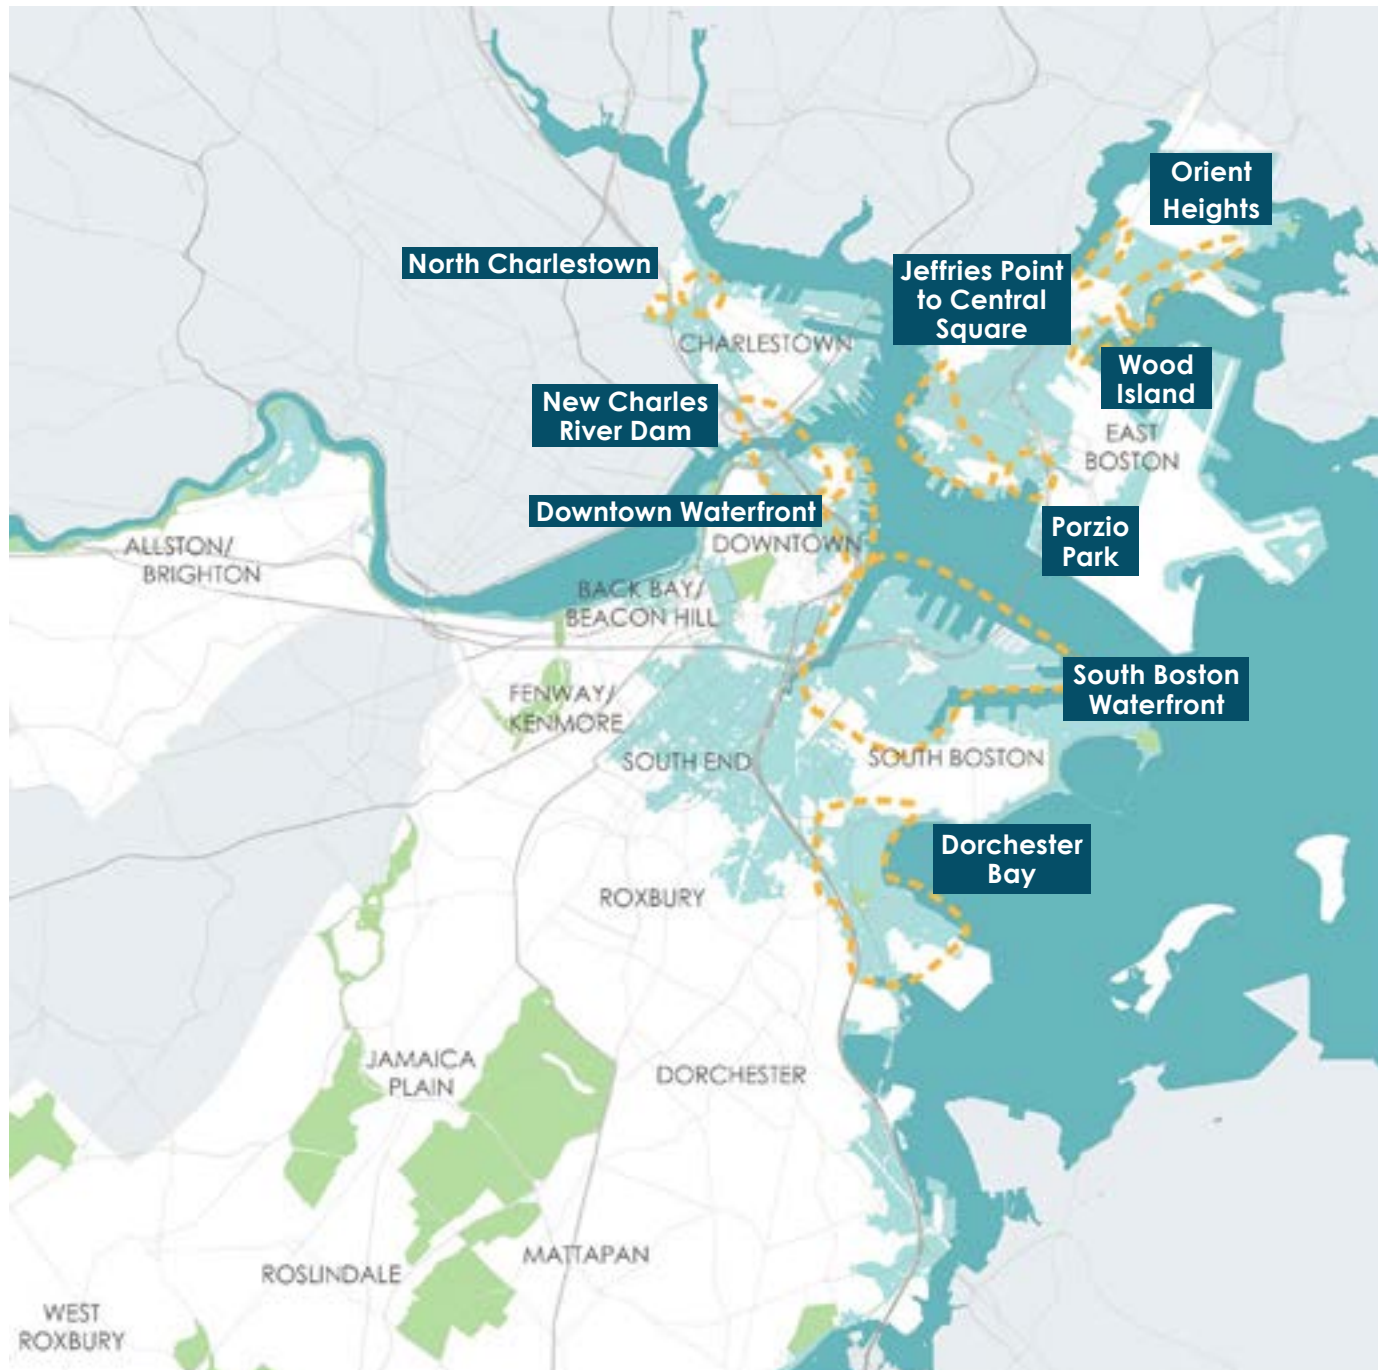 Orient
Heights
North Charlestown
Jeffries Point
to Central
Square
CHARLESTOWN
Wood
Island
New Charles
River Dam
EAST
BOSTON
Downtown Waterfront
DOWNTOWN
Porzio
Park
ALLSTON/
BRIGHTON
BACK BAY/
BEACON HILL
South Boston
Waterfront
FENWAY/
KENMORE
SOUTH END
SOUTH BOSTON
Dorchester
Bay
ROXBURY
JAMAICA
PLAIN
DORCHESTER
MATTAPAN
ROSLINDALE
WEST
ROXBURY